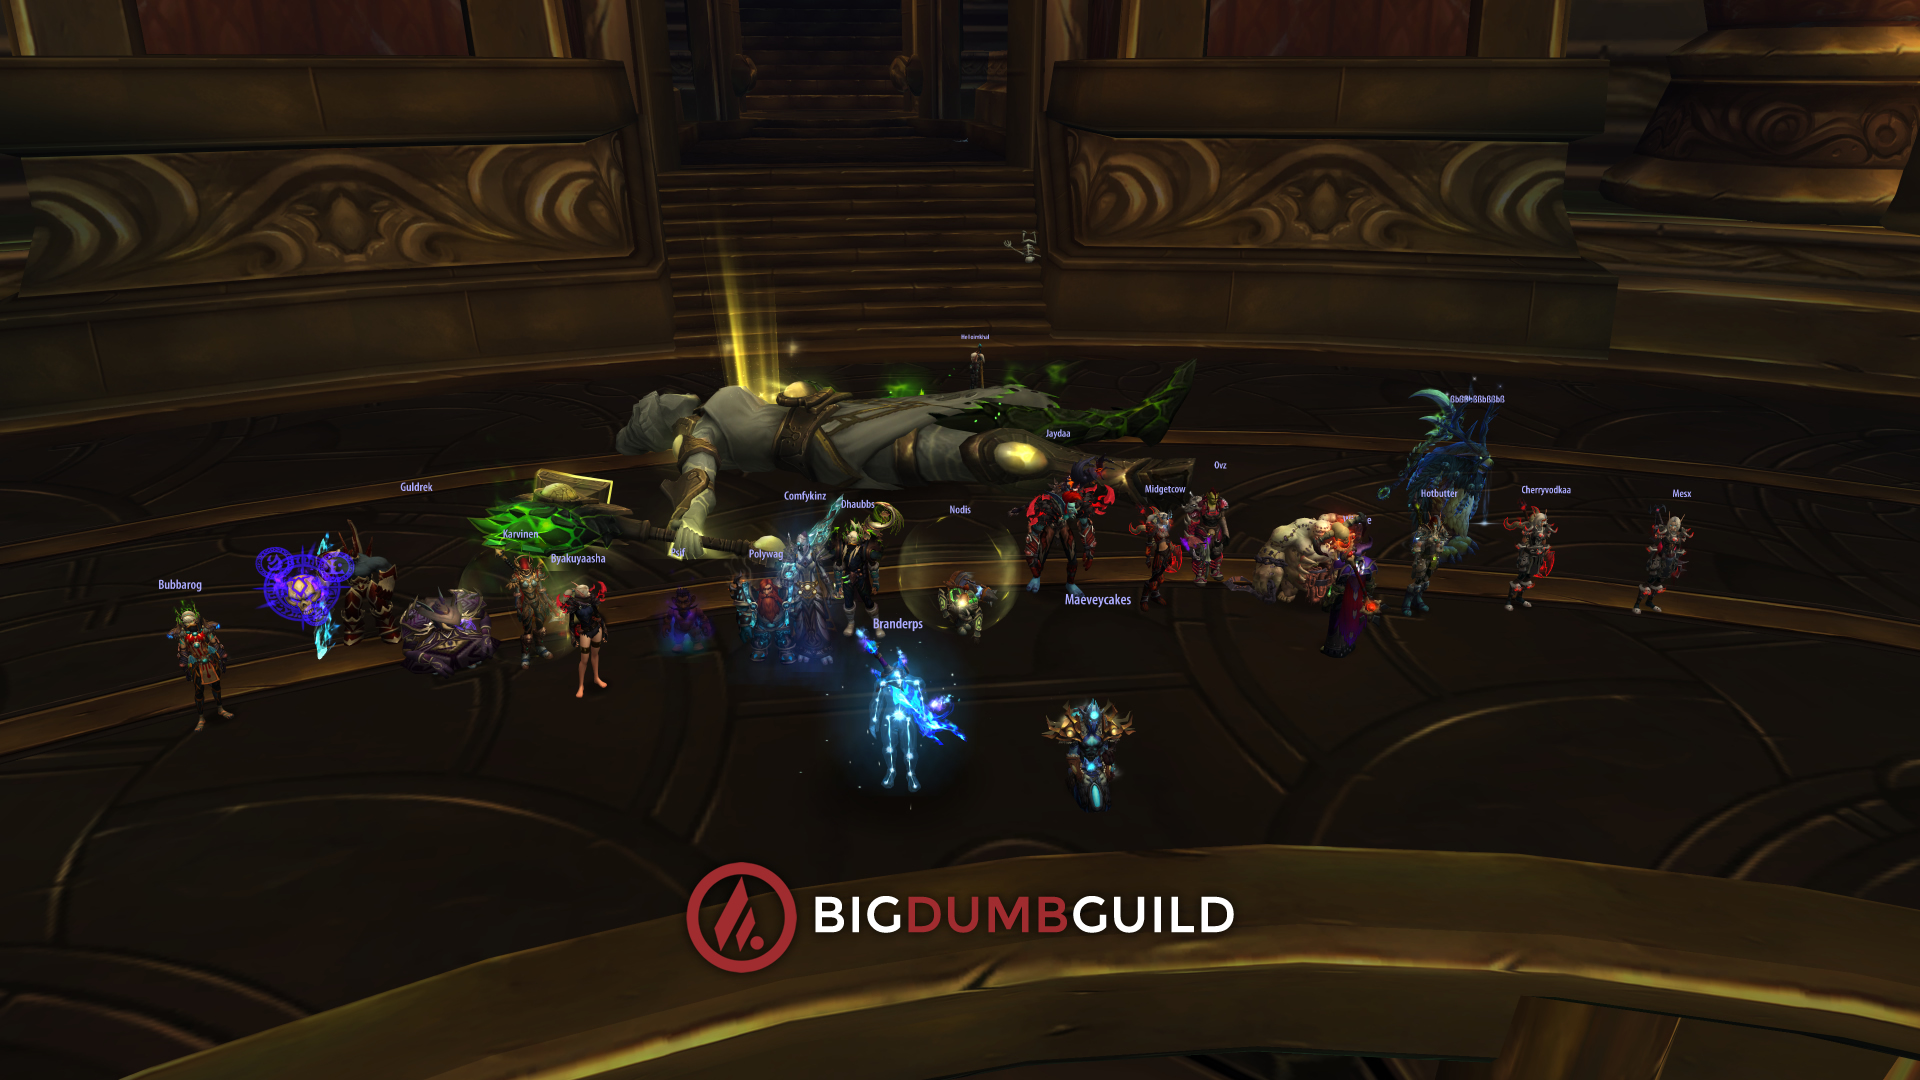 Guldrek
Karvinen
Byakuyaasha
Bubbarog
Polywag
Comfykinz
Dhaubbs
Nodis
Branderps
Jaydaa
Maeveycakes
Midgetcow
Ovz
Hotbutter
Cherryvodkaa
Mesx
BIGDUMBGUILD